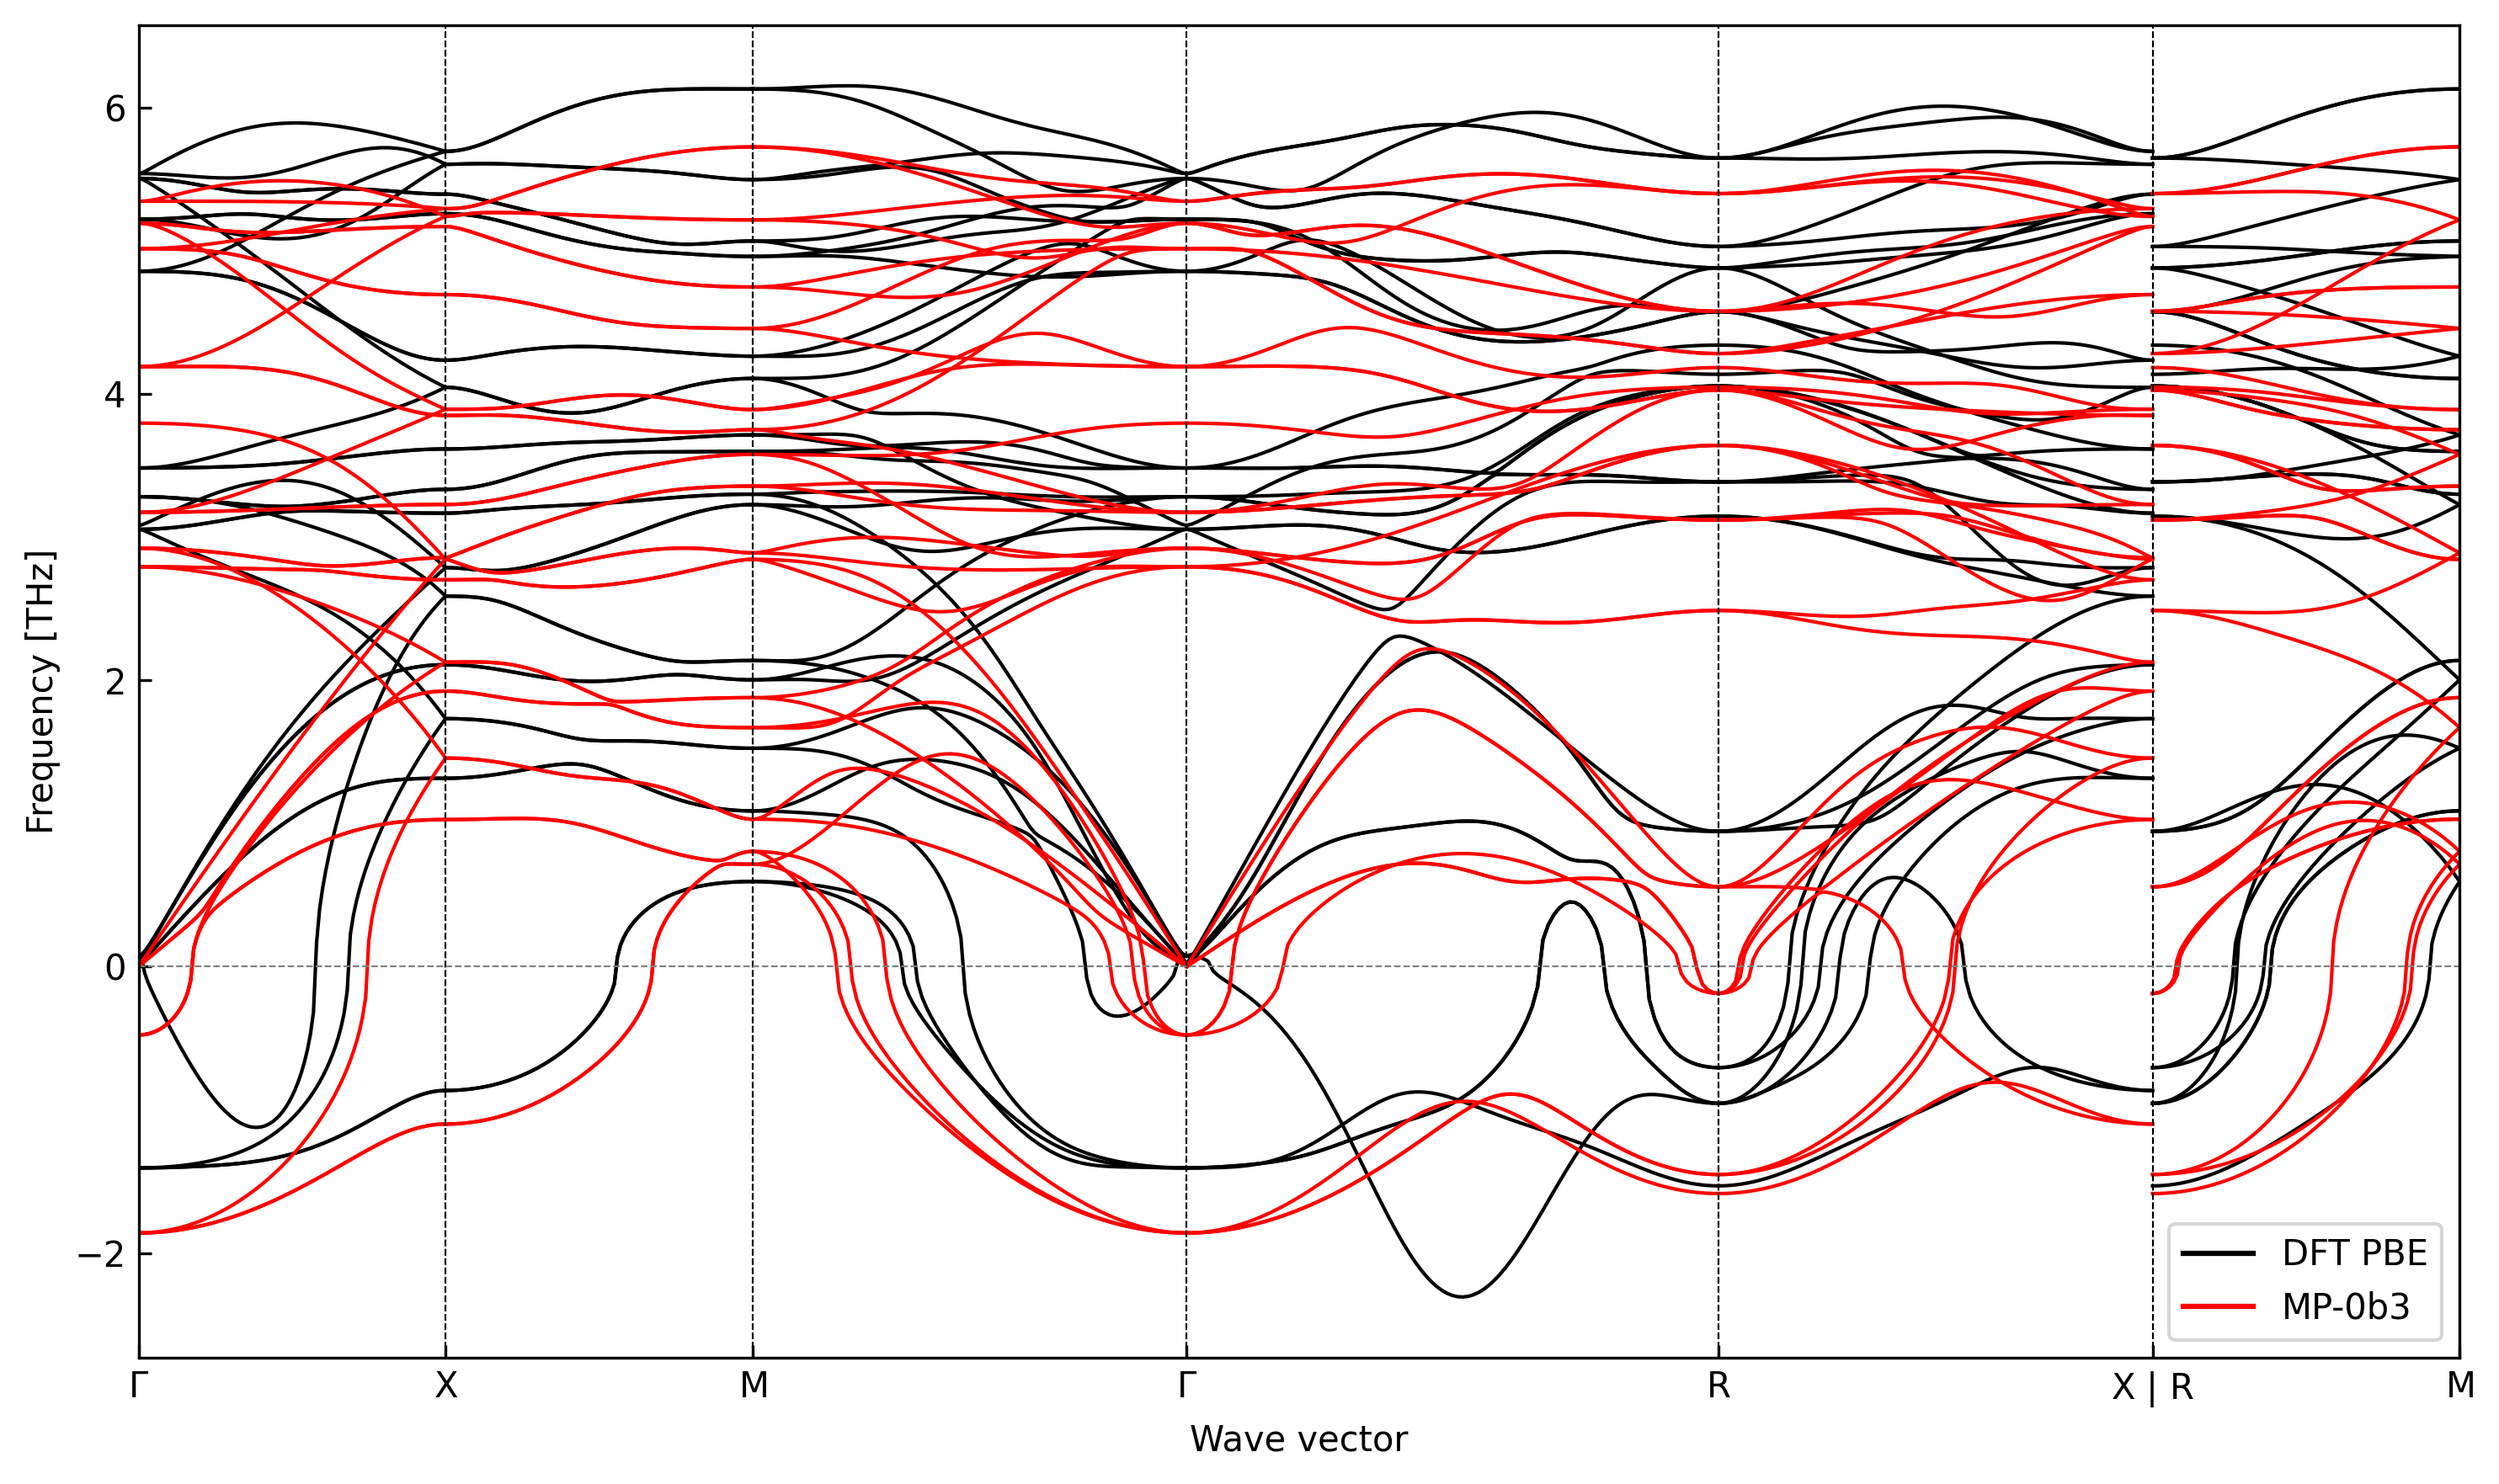 Frequency [THz]
6
4
2
0
−2
DFT PBE
MP-0b3
Γ X M Γ R X | R M
Wave vector